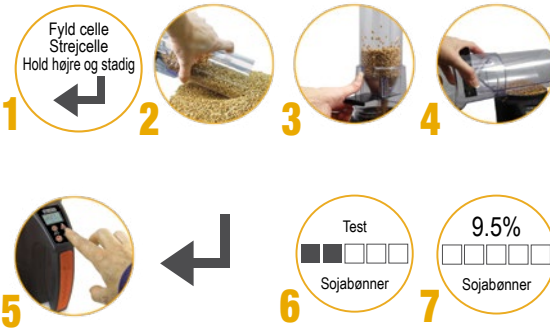 Fyld celle
Strejcelle
Hold højre og stadig
1
2
3
4
5
Test
Sojabønner
6
9.5%
Sojabønner
7